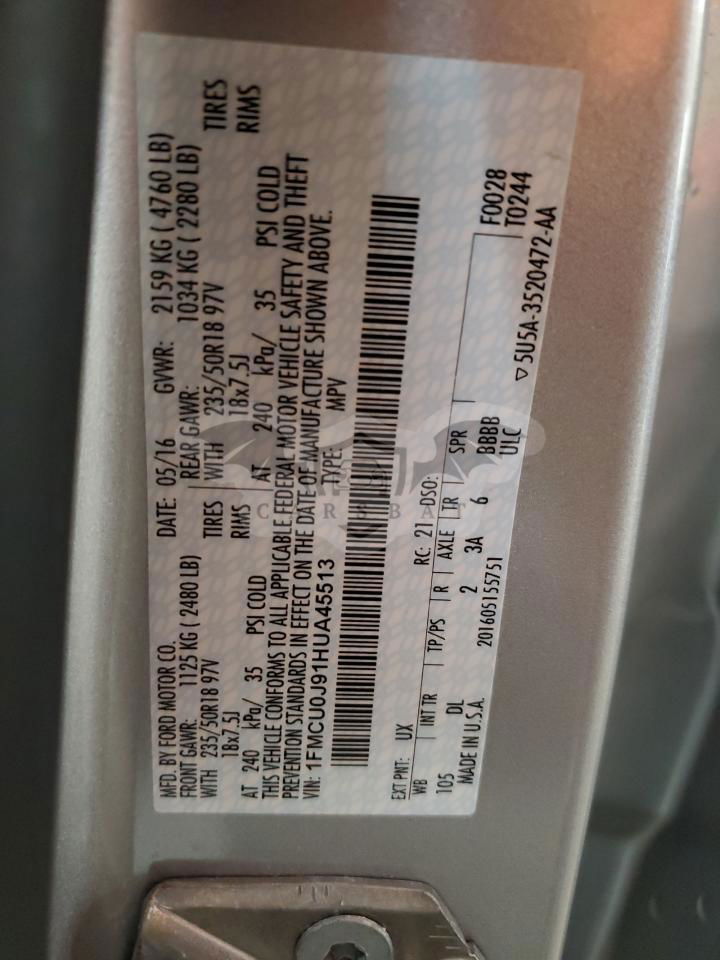 MFD. BY FORD MOTOR CO. DATE: 05/16 GVWR: 2159 KG ( 4760 LB)
FRONT GAWR: 1125 KG ( 2480 LB) REAR GAWR: 1034 KG ( 2280 LB)
WITH 235/50R18 97V TIRES WITH 235/50R18 97V TIRES
18x7.5J RIMS 18x7.5J RIMS
AT 240 kPa/ 35 PSI COLD AT 240 kPa/ 35 PSI COLD
THIS VEHICLE CONFORMS TO ALL APPLICABLE FEDERAL MOTOR VEHICLE SAFETY AND THEFT
PREVENTION STANDARDS IN EFFECT ON THE DATE OF MANUFACTURE SHOWN ABOVE.
VIN: 1FMCU0J91HUA45513 TYPE: MPV
EXT PNT: UX RC: 21 DSO:
WB INT TR TP/PS R AXLE TR SPR F0028
105 DL 2 3A 6 BBBB T0244
MADE IN U.S.A. 201605155751 ULC ▽ 5U5A-3520472-AA
CARSBAT